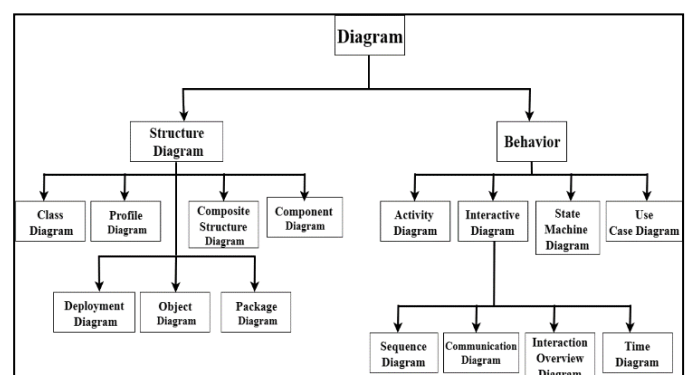 Diagram
Structure
Diagram
Behavior
Class
Diagram
Profile
Diagram
Composite
Structure
Diagram
Component
Diagram
Activity
Diagram
Interactive
Diagram
State
Machine
Diagram
Use
Case Diagram
Deployment
Diagram
Object
Diagram
Package
Diagram
Sequence
Diagram
Communication
Diagram
Interaction
Overview
Diagram
Time
Diagram